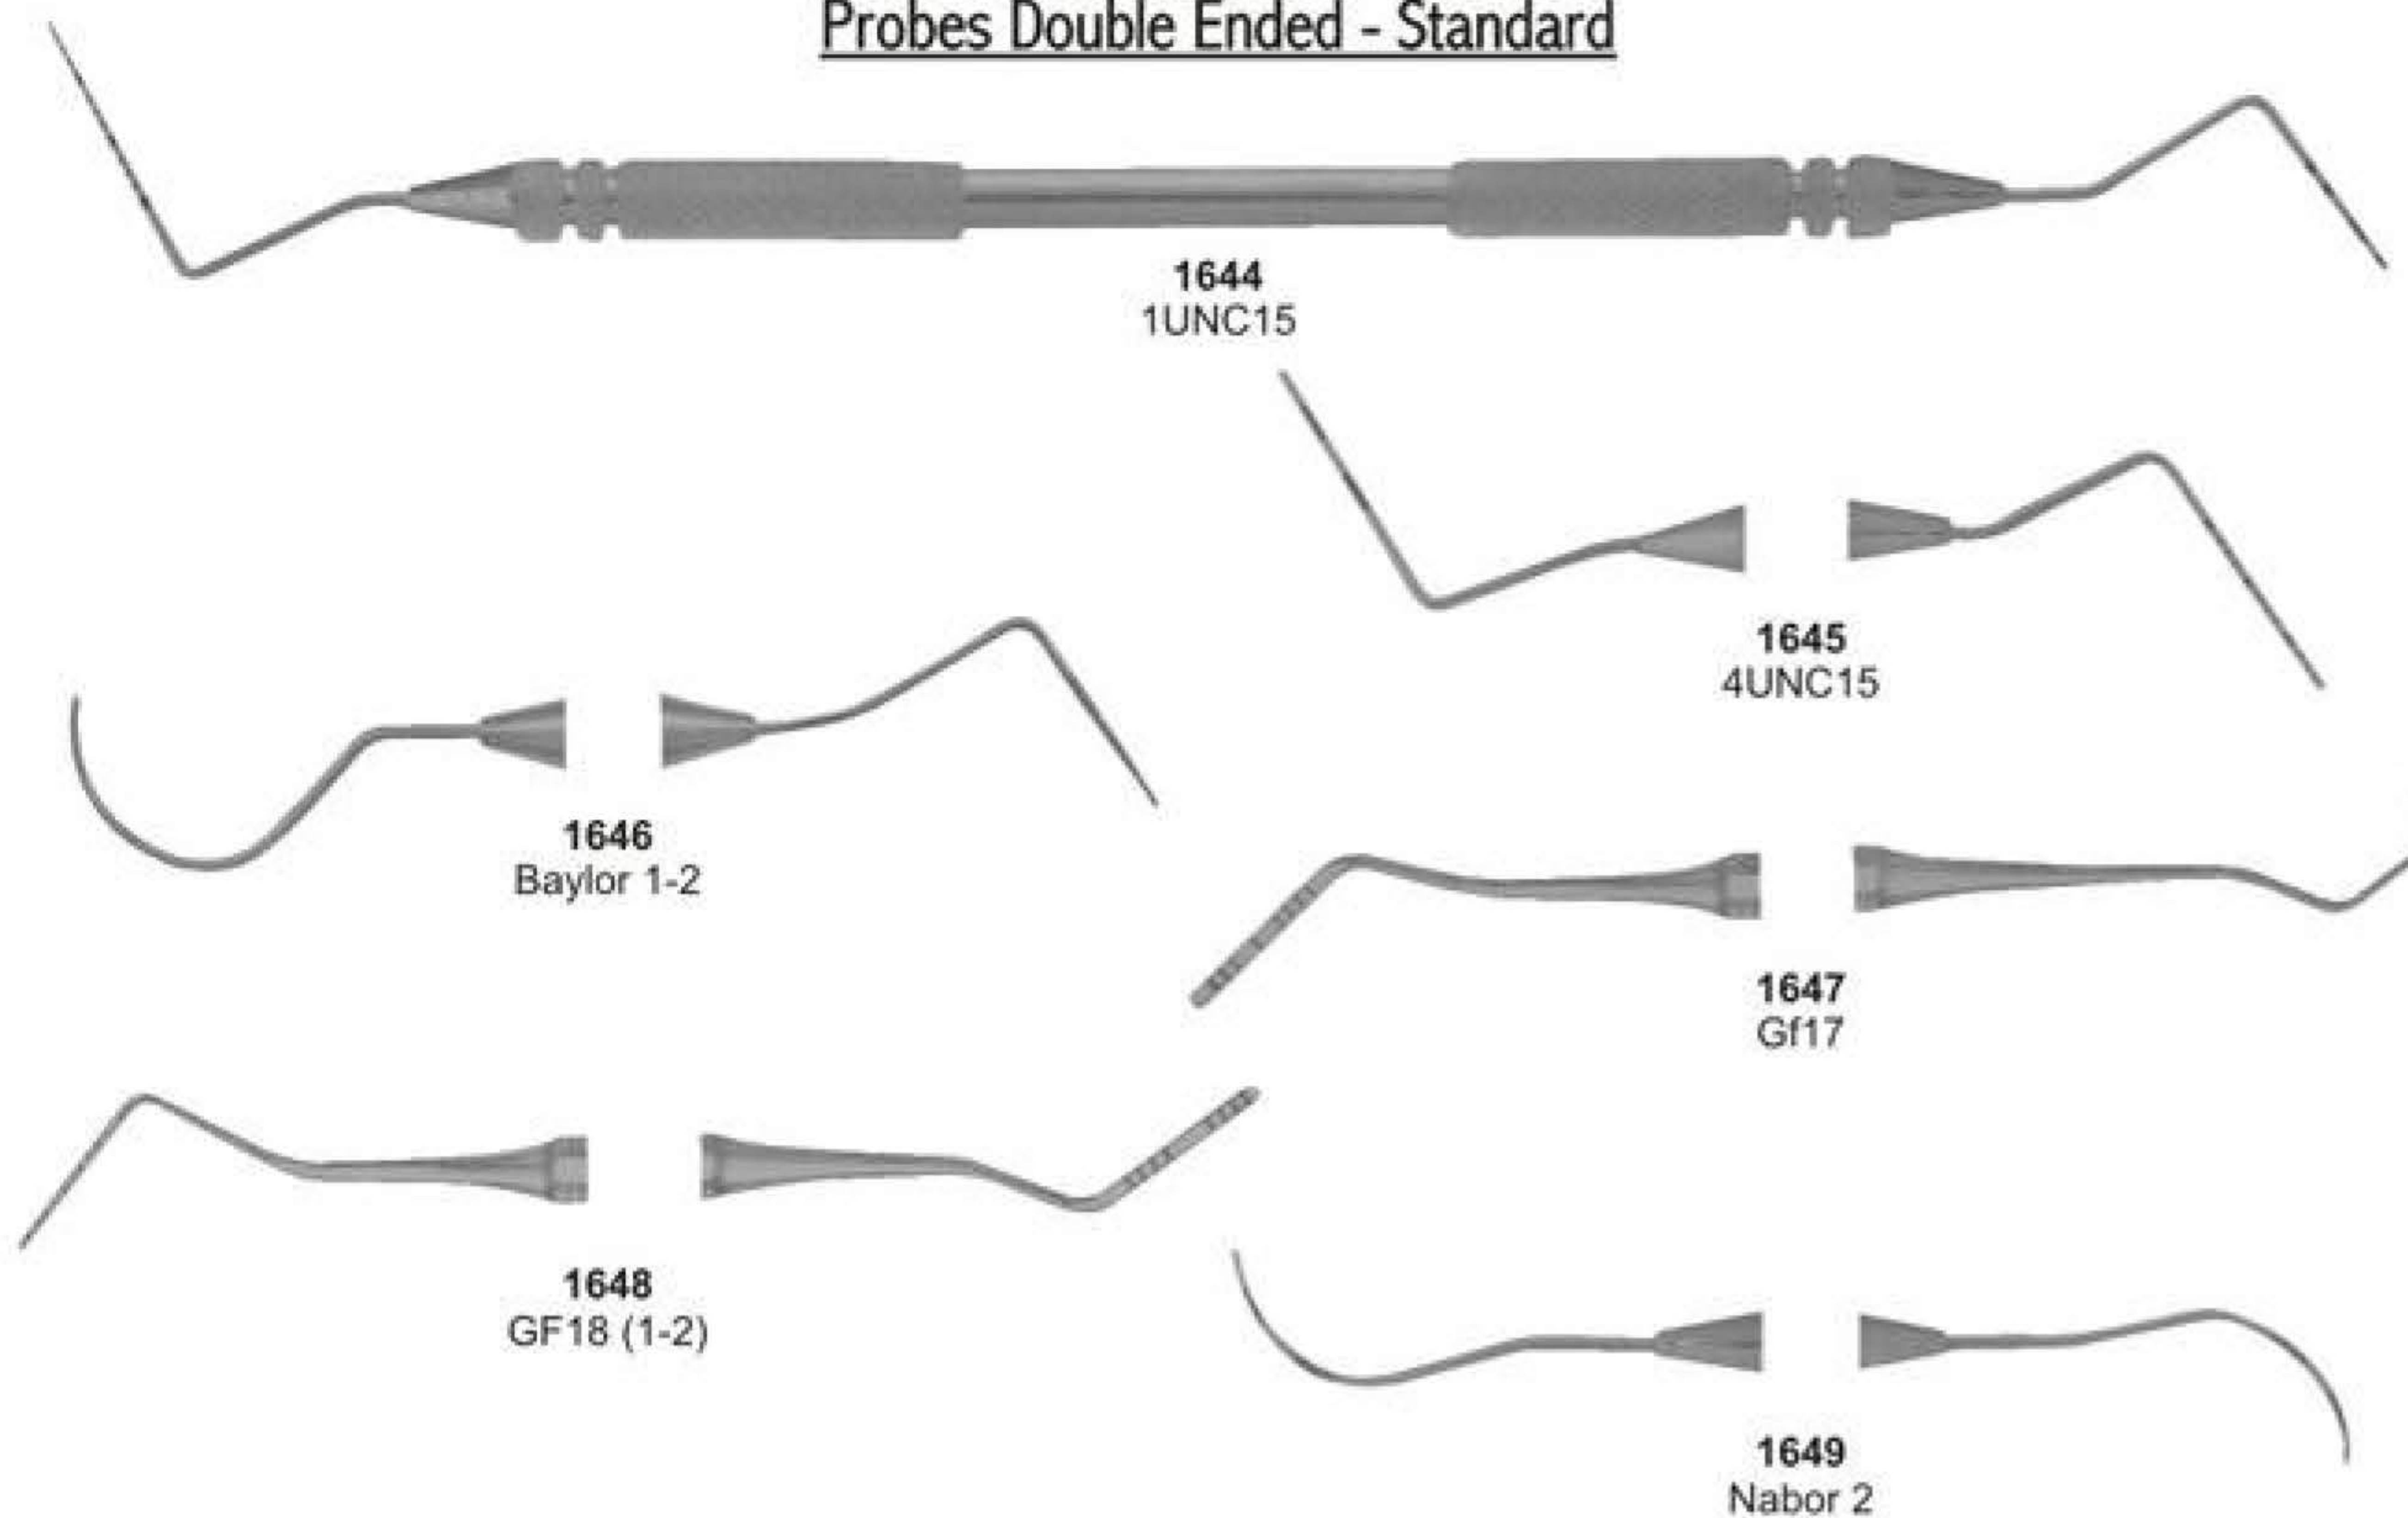 Probes Double Ended - Standard
1644
1UNC15
1645
4UNC15
1646
Baylor 1-2
1647
Gf17
1648
GF18 (1-2)
1649
Nabor 2